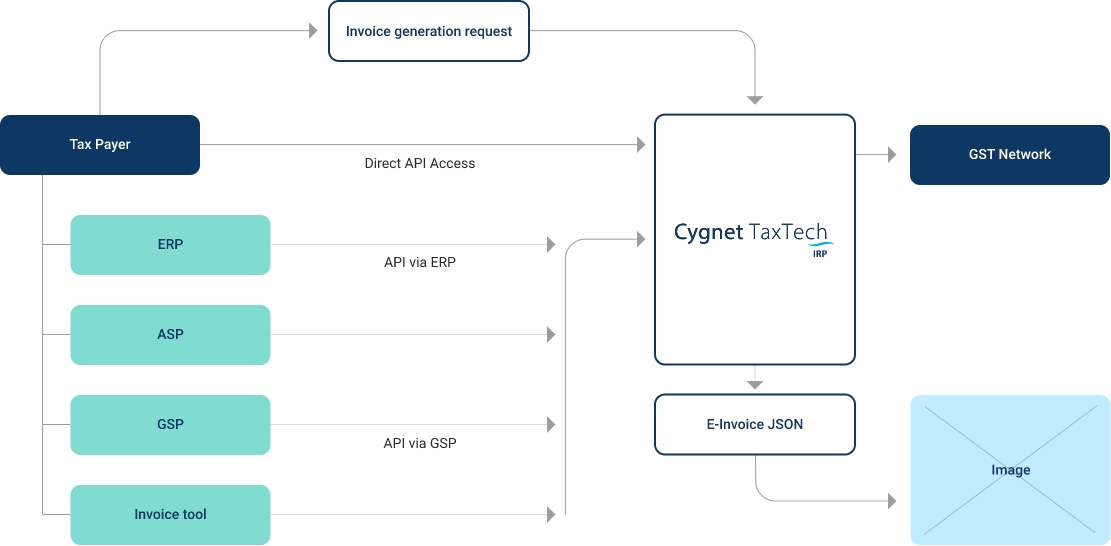 Invoice generation request
Tax Payer
Direct API Access
GST Network
ERP
API via ERP
Cygnet TaxTech
IRP
ASP
GSP
API via GSP
E-Invoice JSON
Image
Invoice tool